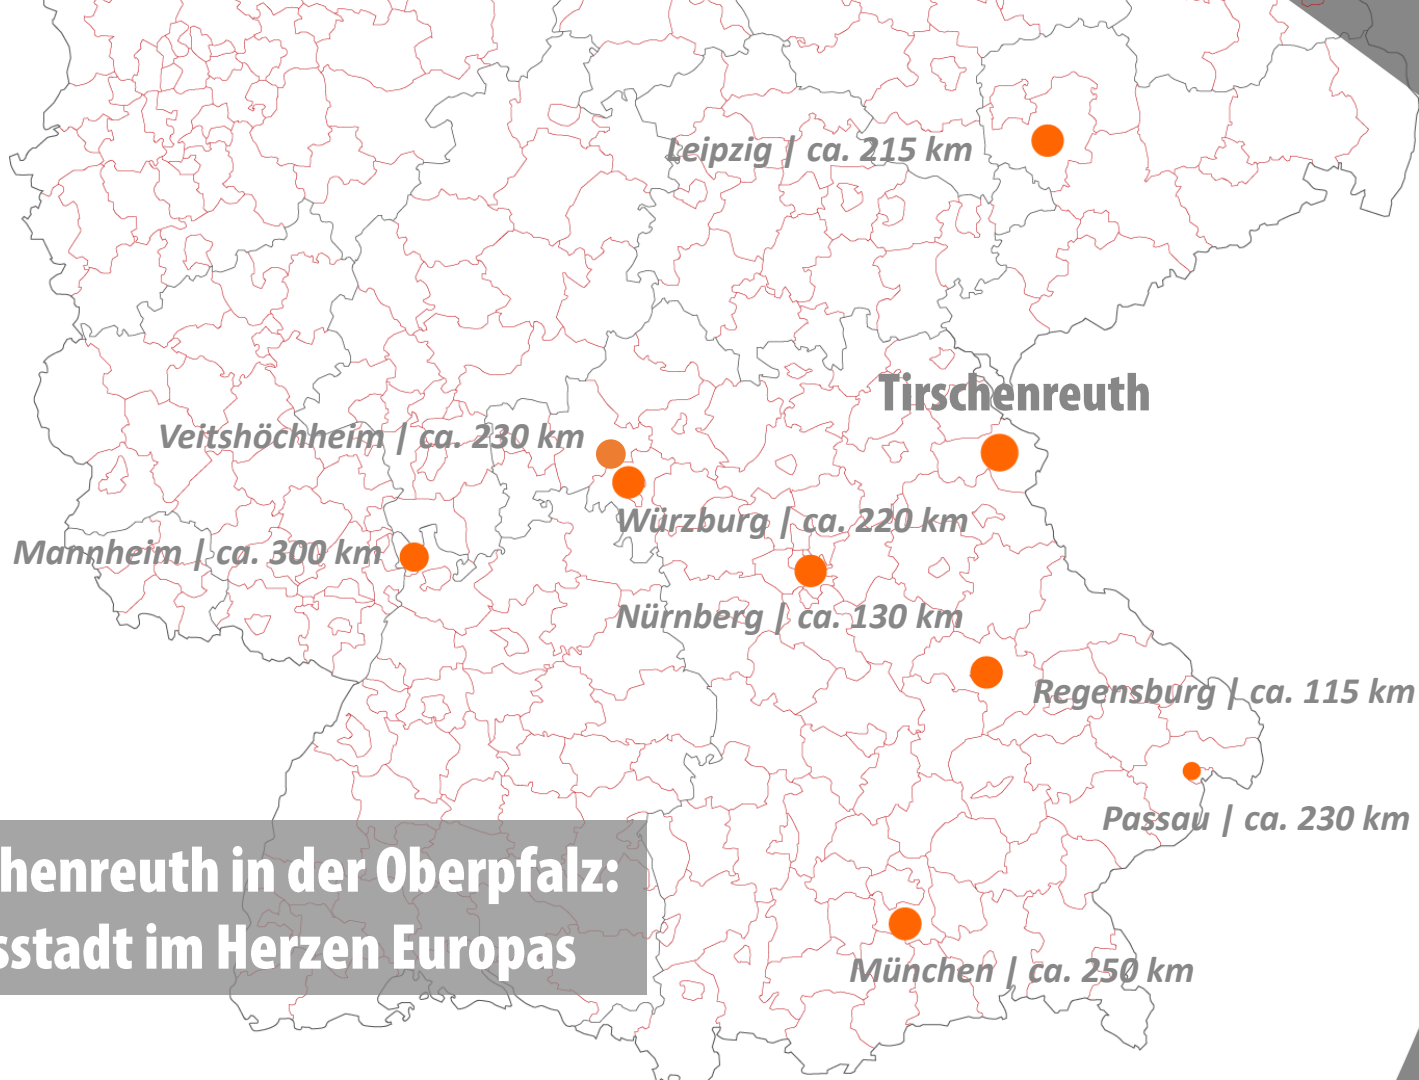 Leipzig | ca. 215 km
Tirschenreuth
Veitshöchheim | ca. 230 km
Würzburg | ca. 220 km
Mannheim | ca. 300 km
Nürnberg | ca. 130 km
Regensburg | ca. 115 km
Passau | ca. 230 km
henreuth in der Oberpfalz:
sstadt im Herzen Europas
München | ca. 250 km